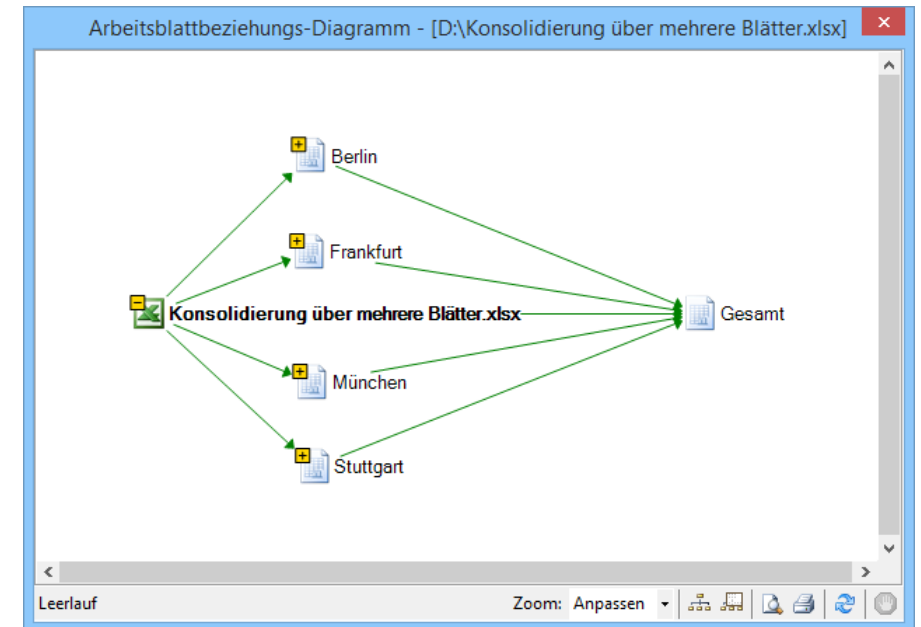 Arbeitsblattbeziehungs-Diagramm - [D:\Konsolidierung über mehrere Blätter.xlsx]
Berlin
Frankfurt
Konsolidierung über mehrere Blätter.xlsx
Gesamt
München
Stuttgart
Leerlauf
Zoom: Anpassen